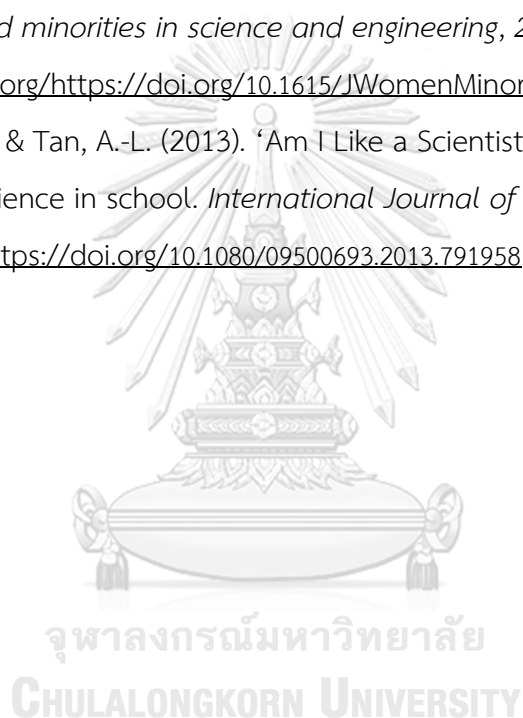 d minorities in science and engineering, 2
org/https://doi.org/10.1615/JWomenMinor
& Tan, A.-L. (2013). ‘Am I Like a Scientist
ience in school. International Journal of
tps://doi.org/10.1080/09500693.2013.791958
จุฬาลงกรณ์มหาวิทยาลัย
CHULALONGKORN UNIVERSITY